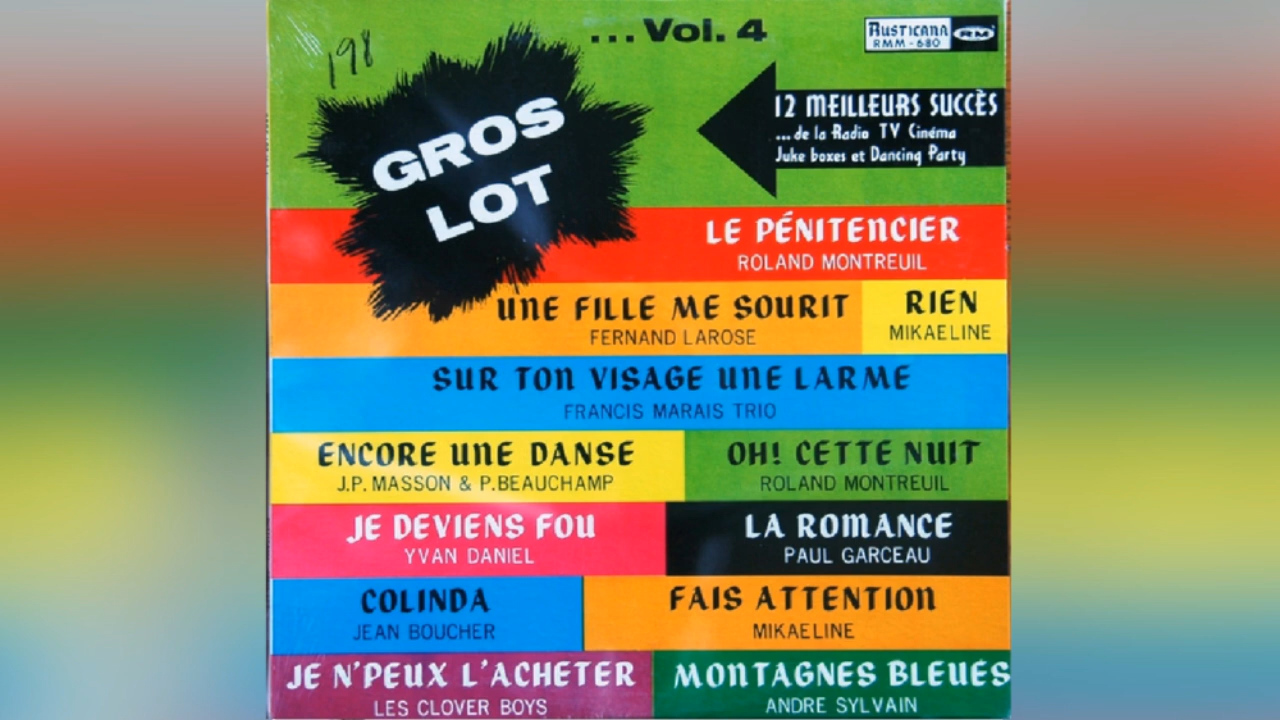 ...Vol. 4
RUSTICANA
RMM-680
RM
198
GROS
LOT
12 MEILLEURS SUCCÈS
...de la Radio TV Cinéma
Juke boxes et Dancing Party
LE PÉNITENCIER
ROLAND MONTREUIL
UNE FILLE ME SOURIT
FERNAND LAROSE
RIEN
MIKAELINE
SUR TON VISAGE UNE LARME
FRANCIS MARAIS TRIO
ENCORE UNE DANSE
J.P. MASSON & P.BEAUCHAMP
OH! CETTE NUIT
ROLAND MONTREUIL
JE DEVIENS FOU
YVAN DANIEL
LA ROMANCE
PAUL GARCEAU
COLINDA
JEAN BOUCHER
FAIS ATTENTION
MIKAELINE
JE N'PEUX L'ACHETER
LES CLOVER BOYS
MONTAGNES BLEUES
ANDRE SYLVAIN